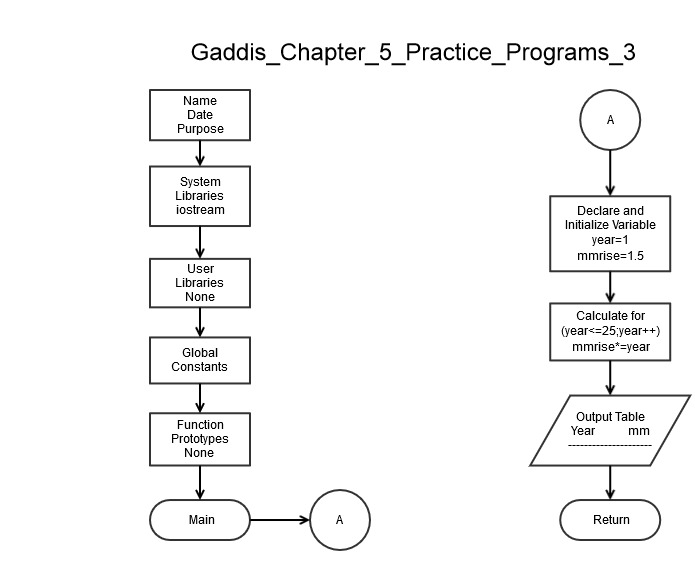 Gaddis_Chapter_5_Practice_Programs_3
Name
Date
Purpose
System
Libraries
iostream
User
Libraries
None
Global
Constants
Function
Prototypes
None
Main
A
A
Declare and
Initialize Variable
year=1
mmrise=1.5
Calculate for
(year<=25;year++)
mmrise*=year
Output Table
Year mm
---------------------
Return